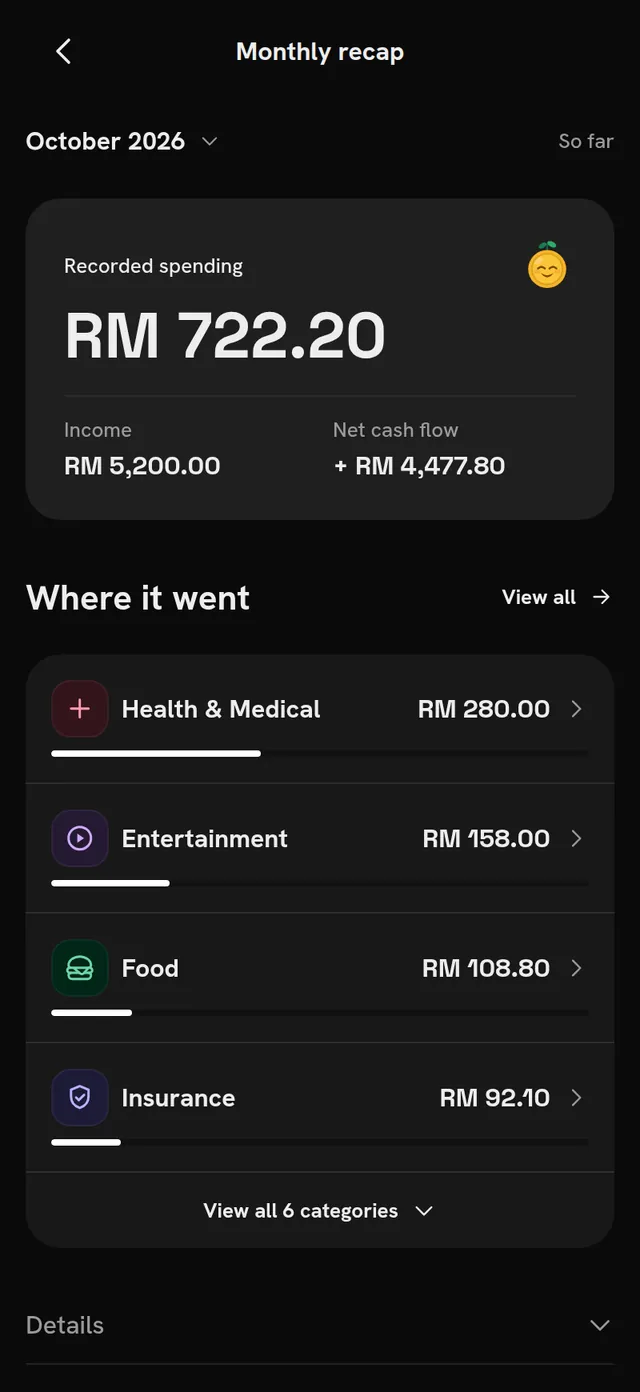 Monthly recap
October 2026
So far
Recorded spending
RM 722.20
Income
Net cash flow
RM 5,200.00
+ RM 4,477.80
Where it went
View all
Health & Medical
RM 280.00
Entertainment
RM 158.00
Food
RM 108.80
Insurance
RM 92.10
View all 6 categories
Details